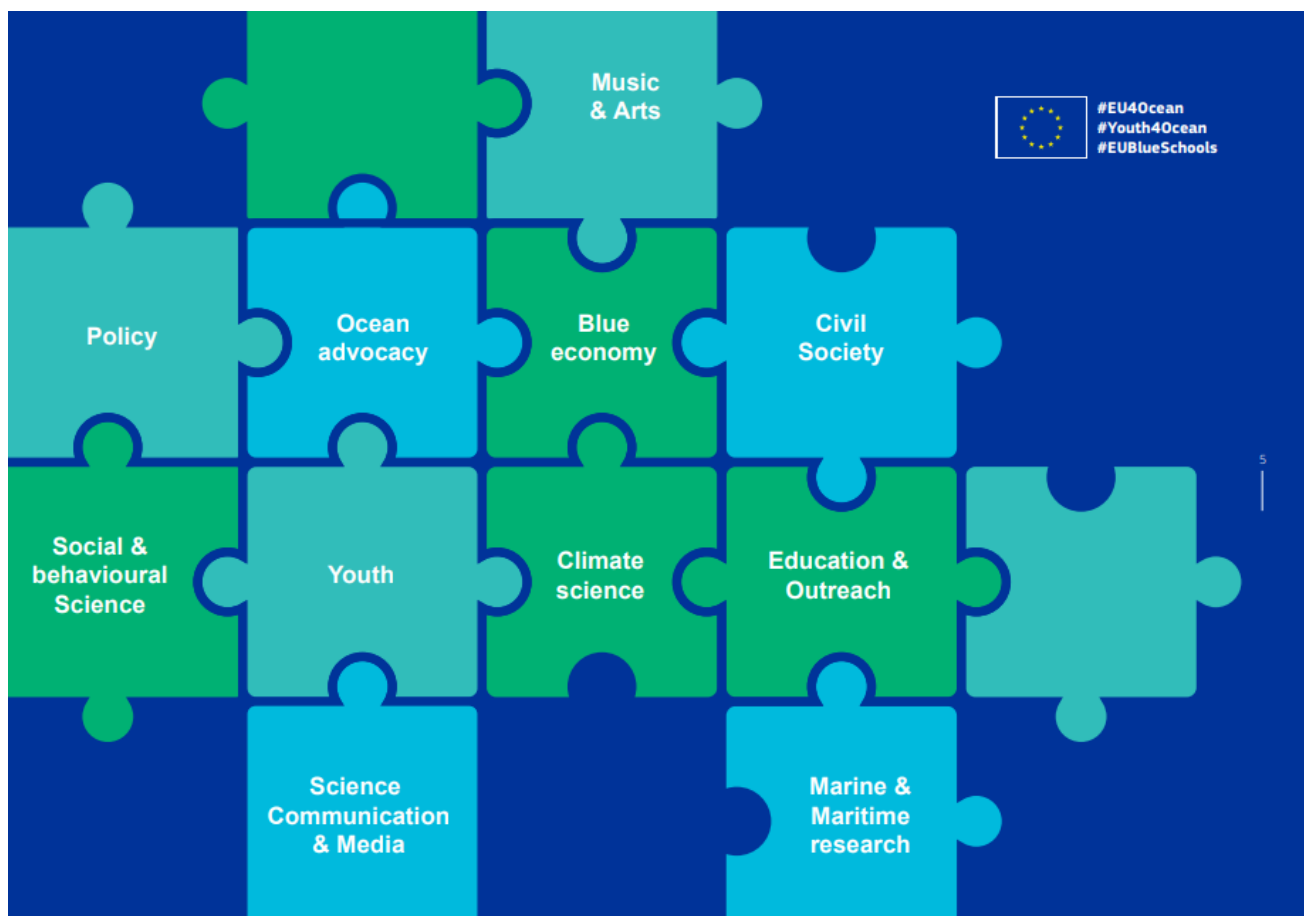 Music
& Arts
#EU4Ocean
#Youth4Ocean
#EUBlueSchools
Policy
Ocean
advocacy
Blue
economy
Civil
Society
5
Social &
behavioural
Science
Youth
Climate
science
Education &
Outreach
Science
Communication
& Media
Marine &
Maritime
research